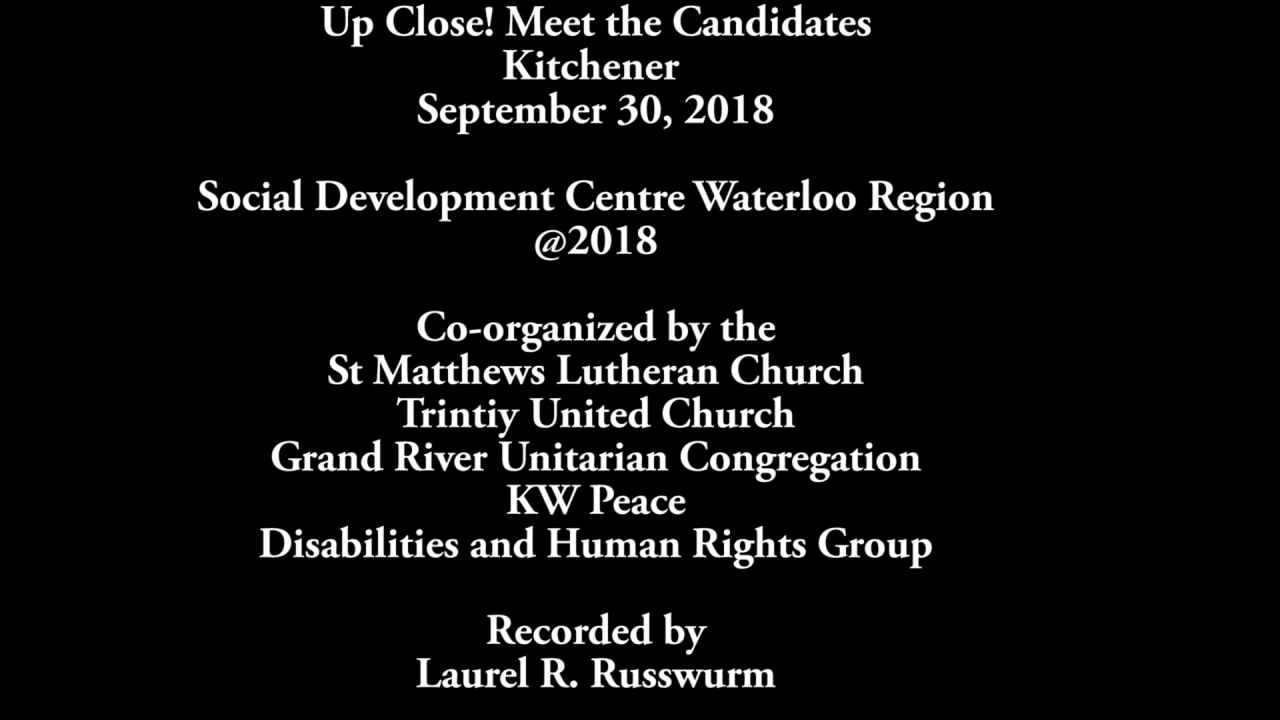 Up Close! Meet the Candidates
Kitchener
September 30, 2018
Social Development Centre Waterloo Region
@2018
Co-organized by the
St Matthews Lutheran Church
Trintiy United Church
Grand River Unitarian Congregation
KW Peace
Disabilities and Human Rights Group
Recorded by
Laurel R. Russwurm